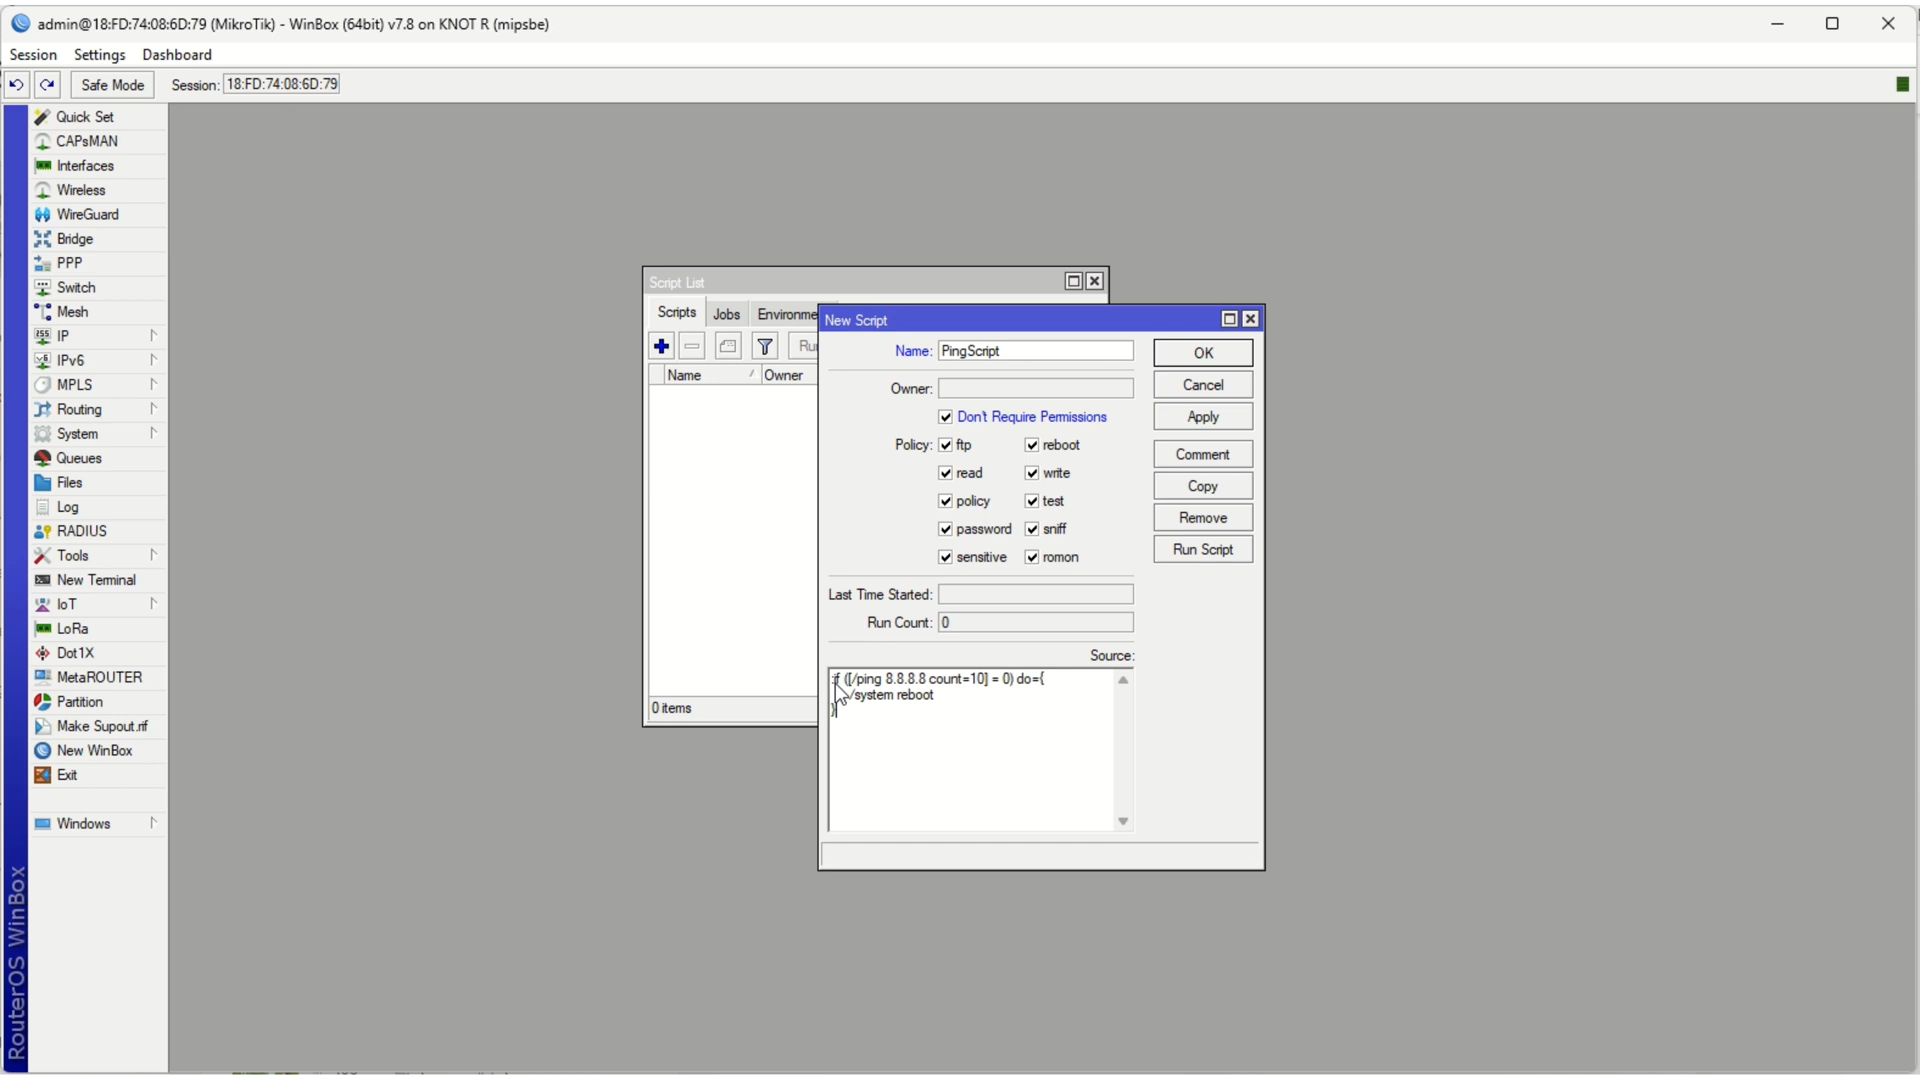 admin@18:FD:74:08:6D:79 (MikroTik) - WinBox (64bit) v7.8 on KNOT R (mipsbe)
Session Settings Dashboard
Safe Mode Session: 18:FD:74:08:6D:79
Quick Set
CAPsMAN
Interfaces
Wireless
WireGuard
Bridge
PPP
Switch
Mesh
IP
IPv6
MPLS
Routing
System
Queues
Files
Log
RADIUS
Tools
New Terminal
IoT
LoRa
Dot1X
MetaROUTER
Partition
Make Supout.rif
New WinBox
Exit
Windows
RouterOS WinBox
Script List
Scripts Jobs Environme
Ru
Name Owner
0 items
New Script
Name: PingScript
Owner:
Don't Require Permissions
Policy: ftp reboot
read write
policy test
password sniff
sensitive romon
Last Time Started:
Run Count: 0
Source:
:if ([/ping 8.8.8.8 count=10] = 0) do={
/system reboot
}
OK
Cancel
Apply
Comment
Copy
Remove
Run Script